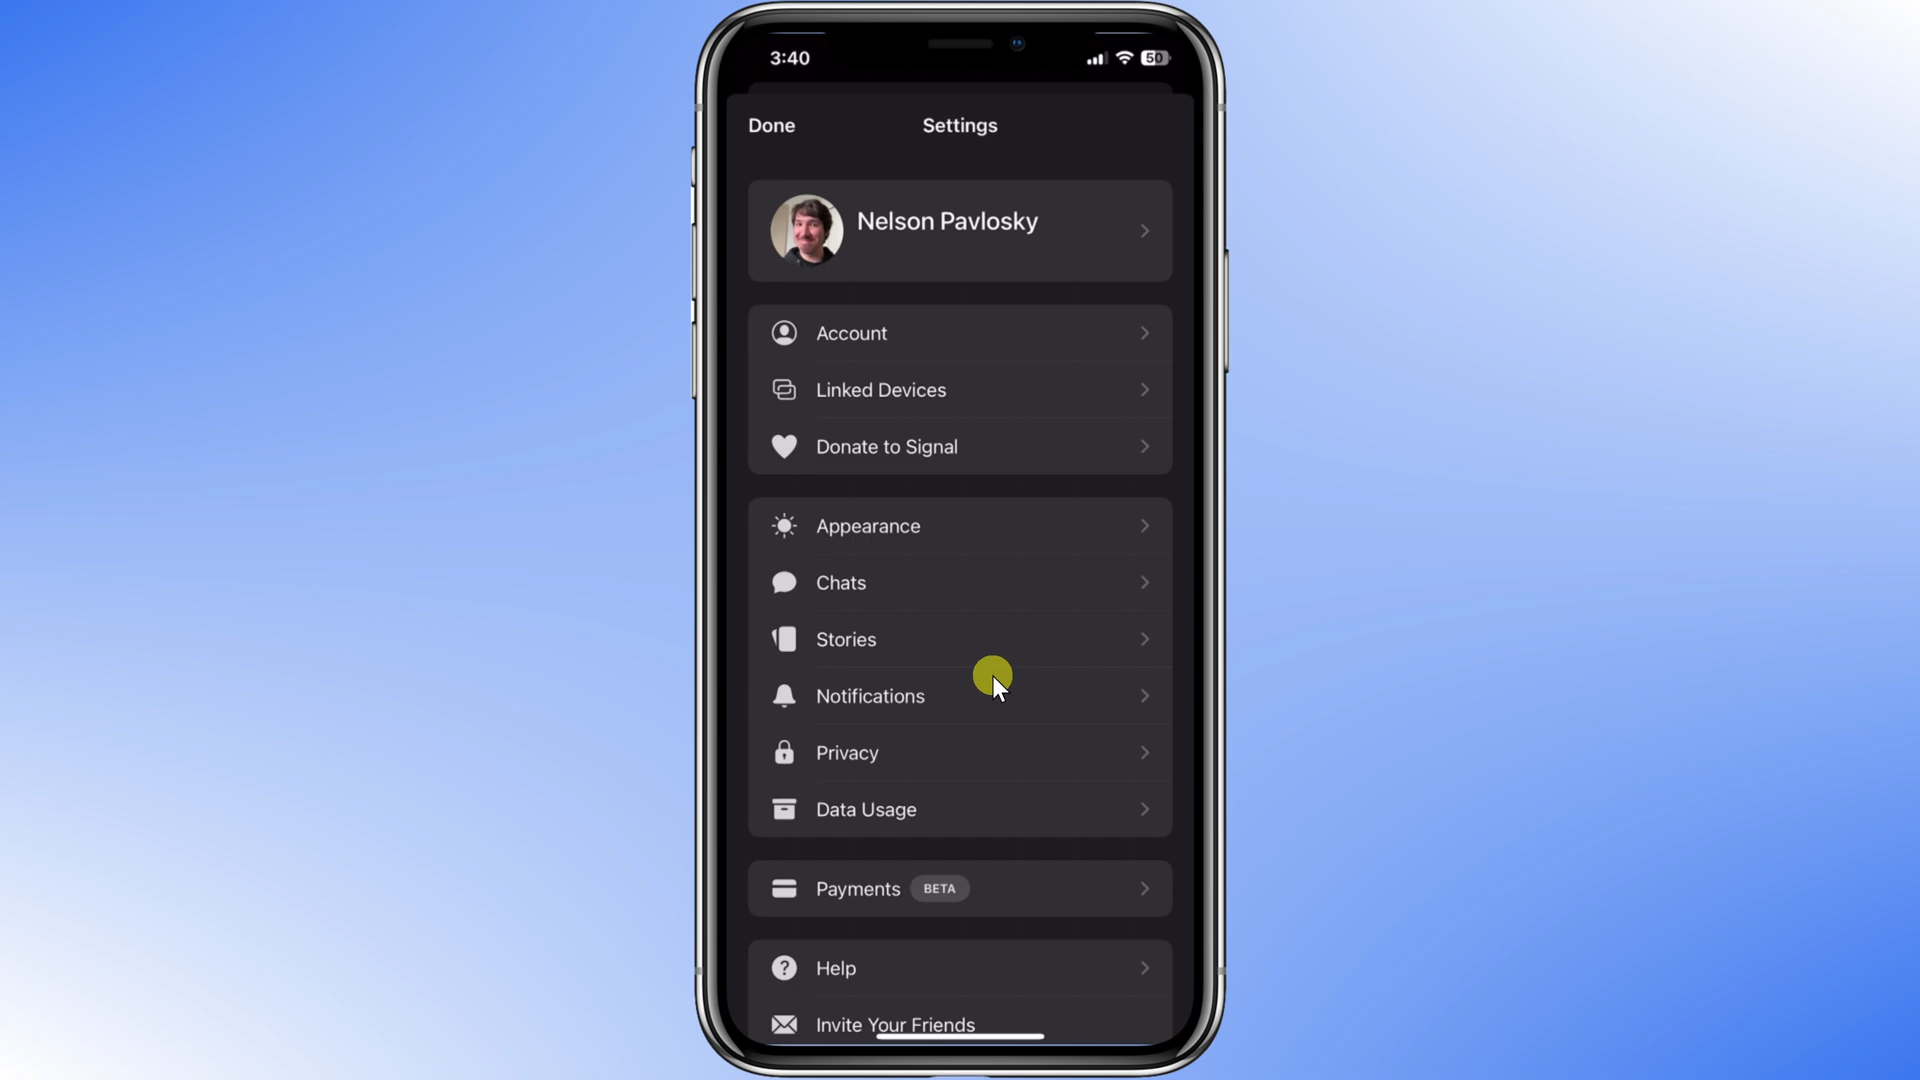 3:40
50
Done
Settings
Nelson Pavlosky
Account
Linked Devices
Donate to Signal
Appearance
Chats
Stories
Notifications
Privacy
Data Usage
Payments BETA
Help
Invite Your Friends